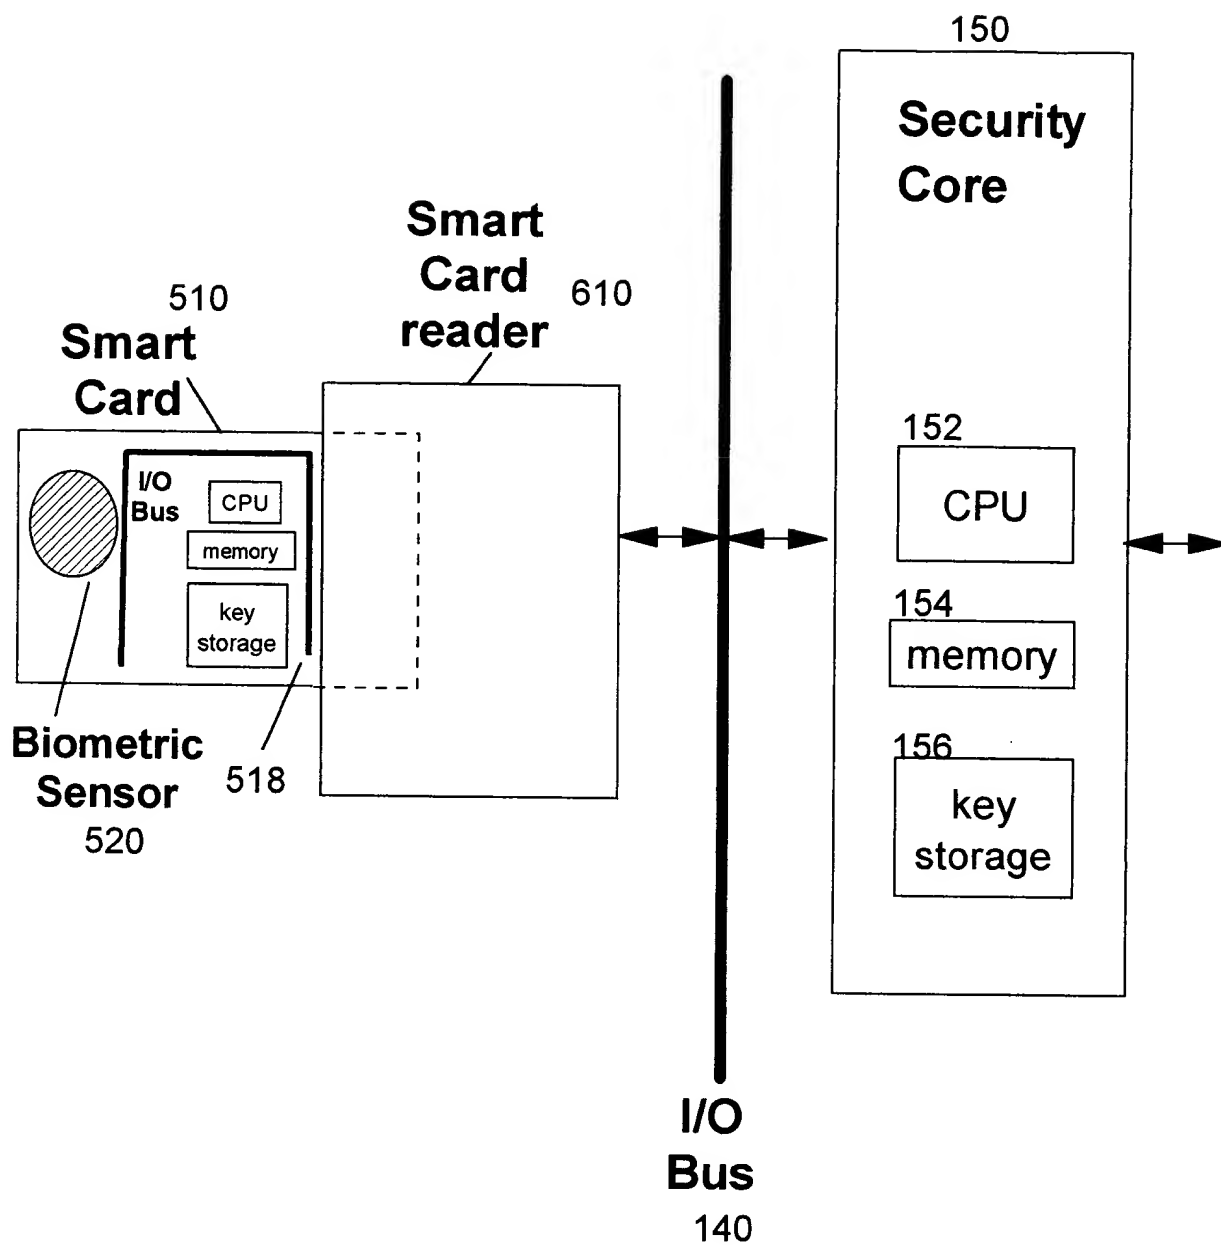 150
Security
Core
Smart
Card
reader
610
510
Smart
Card
I/O
Bus
CPU
memory
key
storage
152
CPU
154
memory
156
key
storage
Biometric
Sensor
520
518
I/O
Bus
140